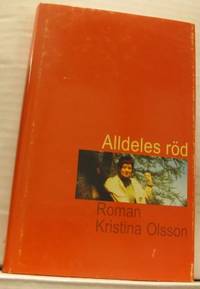 Alldeles röd
Roman
Kristina Olsson